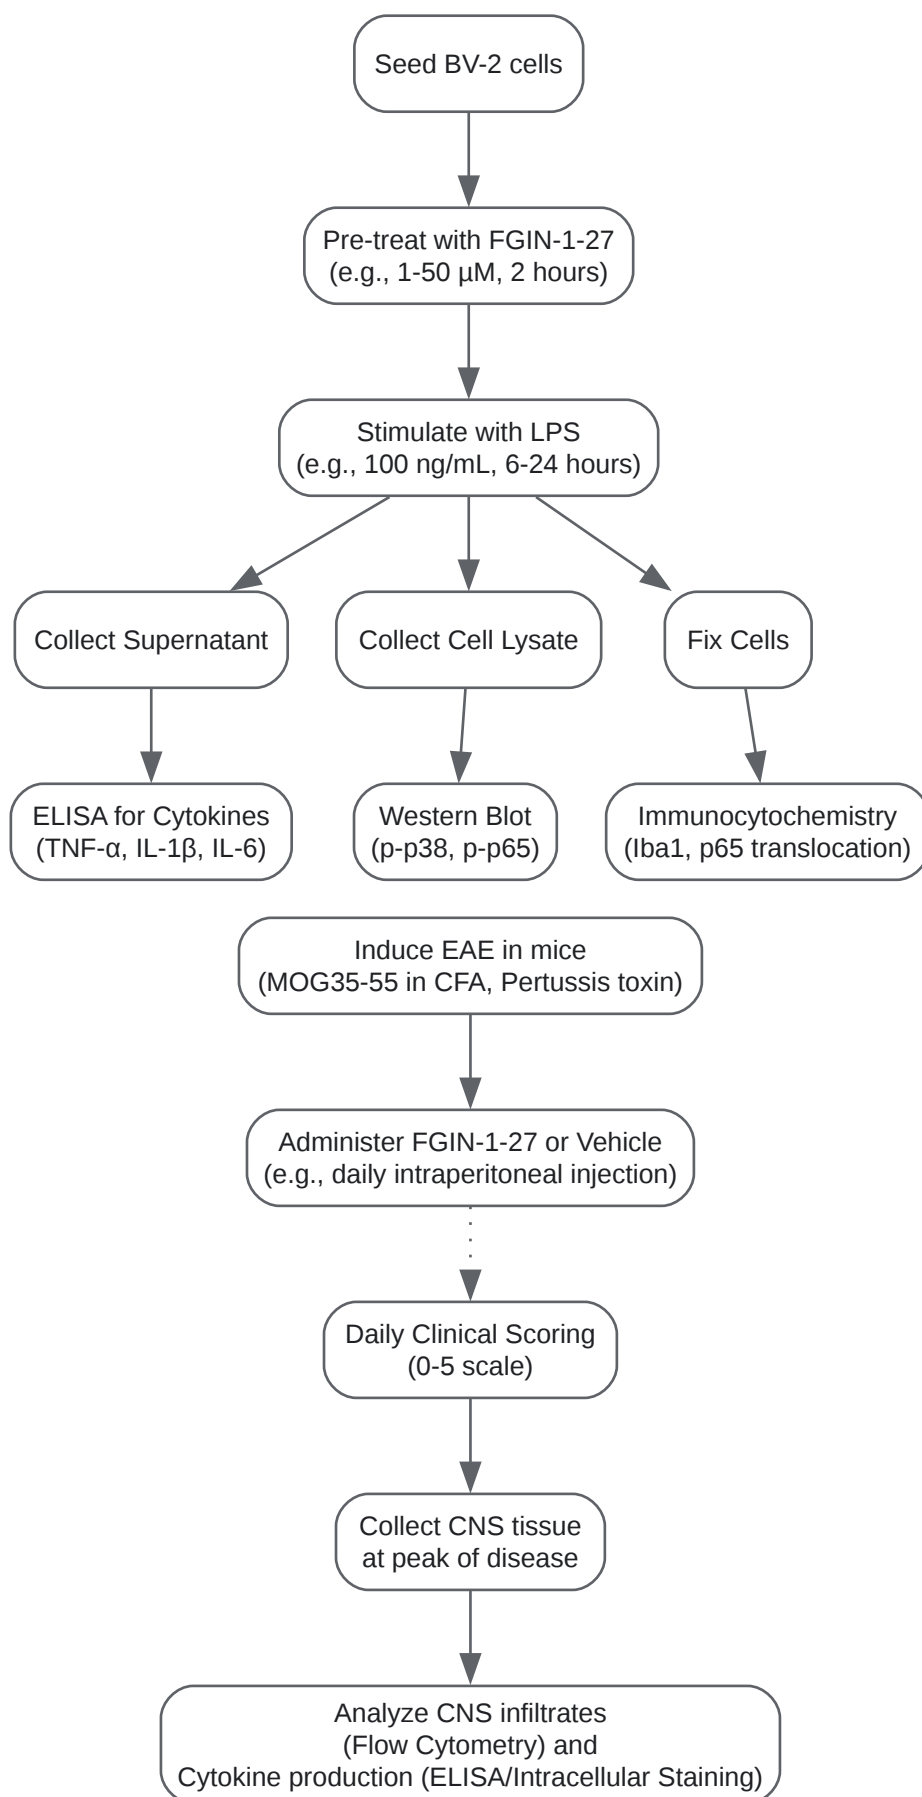 Seed BV-2 cells
Pre-treat with FGIN-1-27
(e.g., 1-50 µM, 2 hours)
Stimulate with LPS
(e.g., 100 ng/mL, 6-24 hours)
Collect Supernatant
Collect Cell Lysate
Fix Cells
ELISA for Cytokines
(TNF-α, IL-1β, IL-6)
Western Blot
(p-p38, p-p65)
Immunocytochemistry
(Iba1, p65 translocation)
Induce EAE in mice
(MOG35-55 in CFA, Pertussis toxin)
Administer FGIN-1-27 or Vehicle
(e.g., daily intraperitoneal injection)
Daily Clinical Scoring
(0-5 scale)
Collect CNS tissue
at peak of disease
Analyze CNS infiltrates
(Flow Cytometry) and
Cytokine production (ELISA/Intracellular Staining)